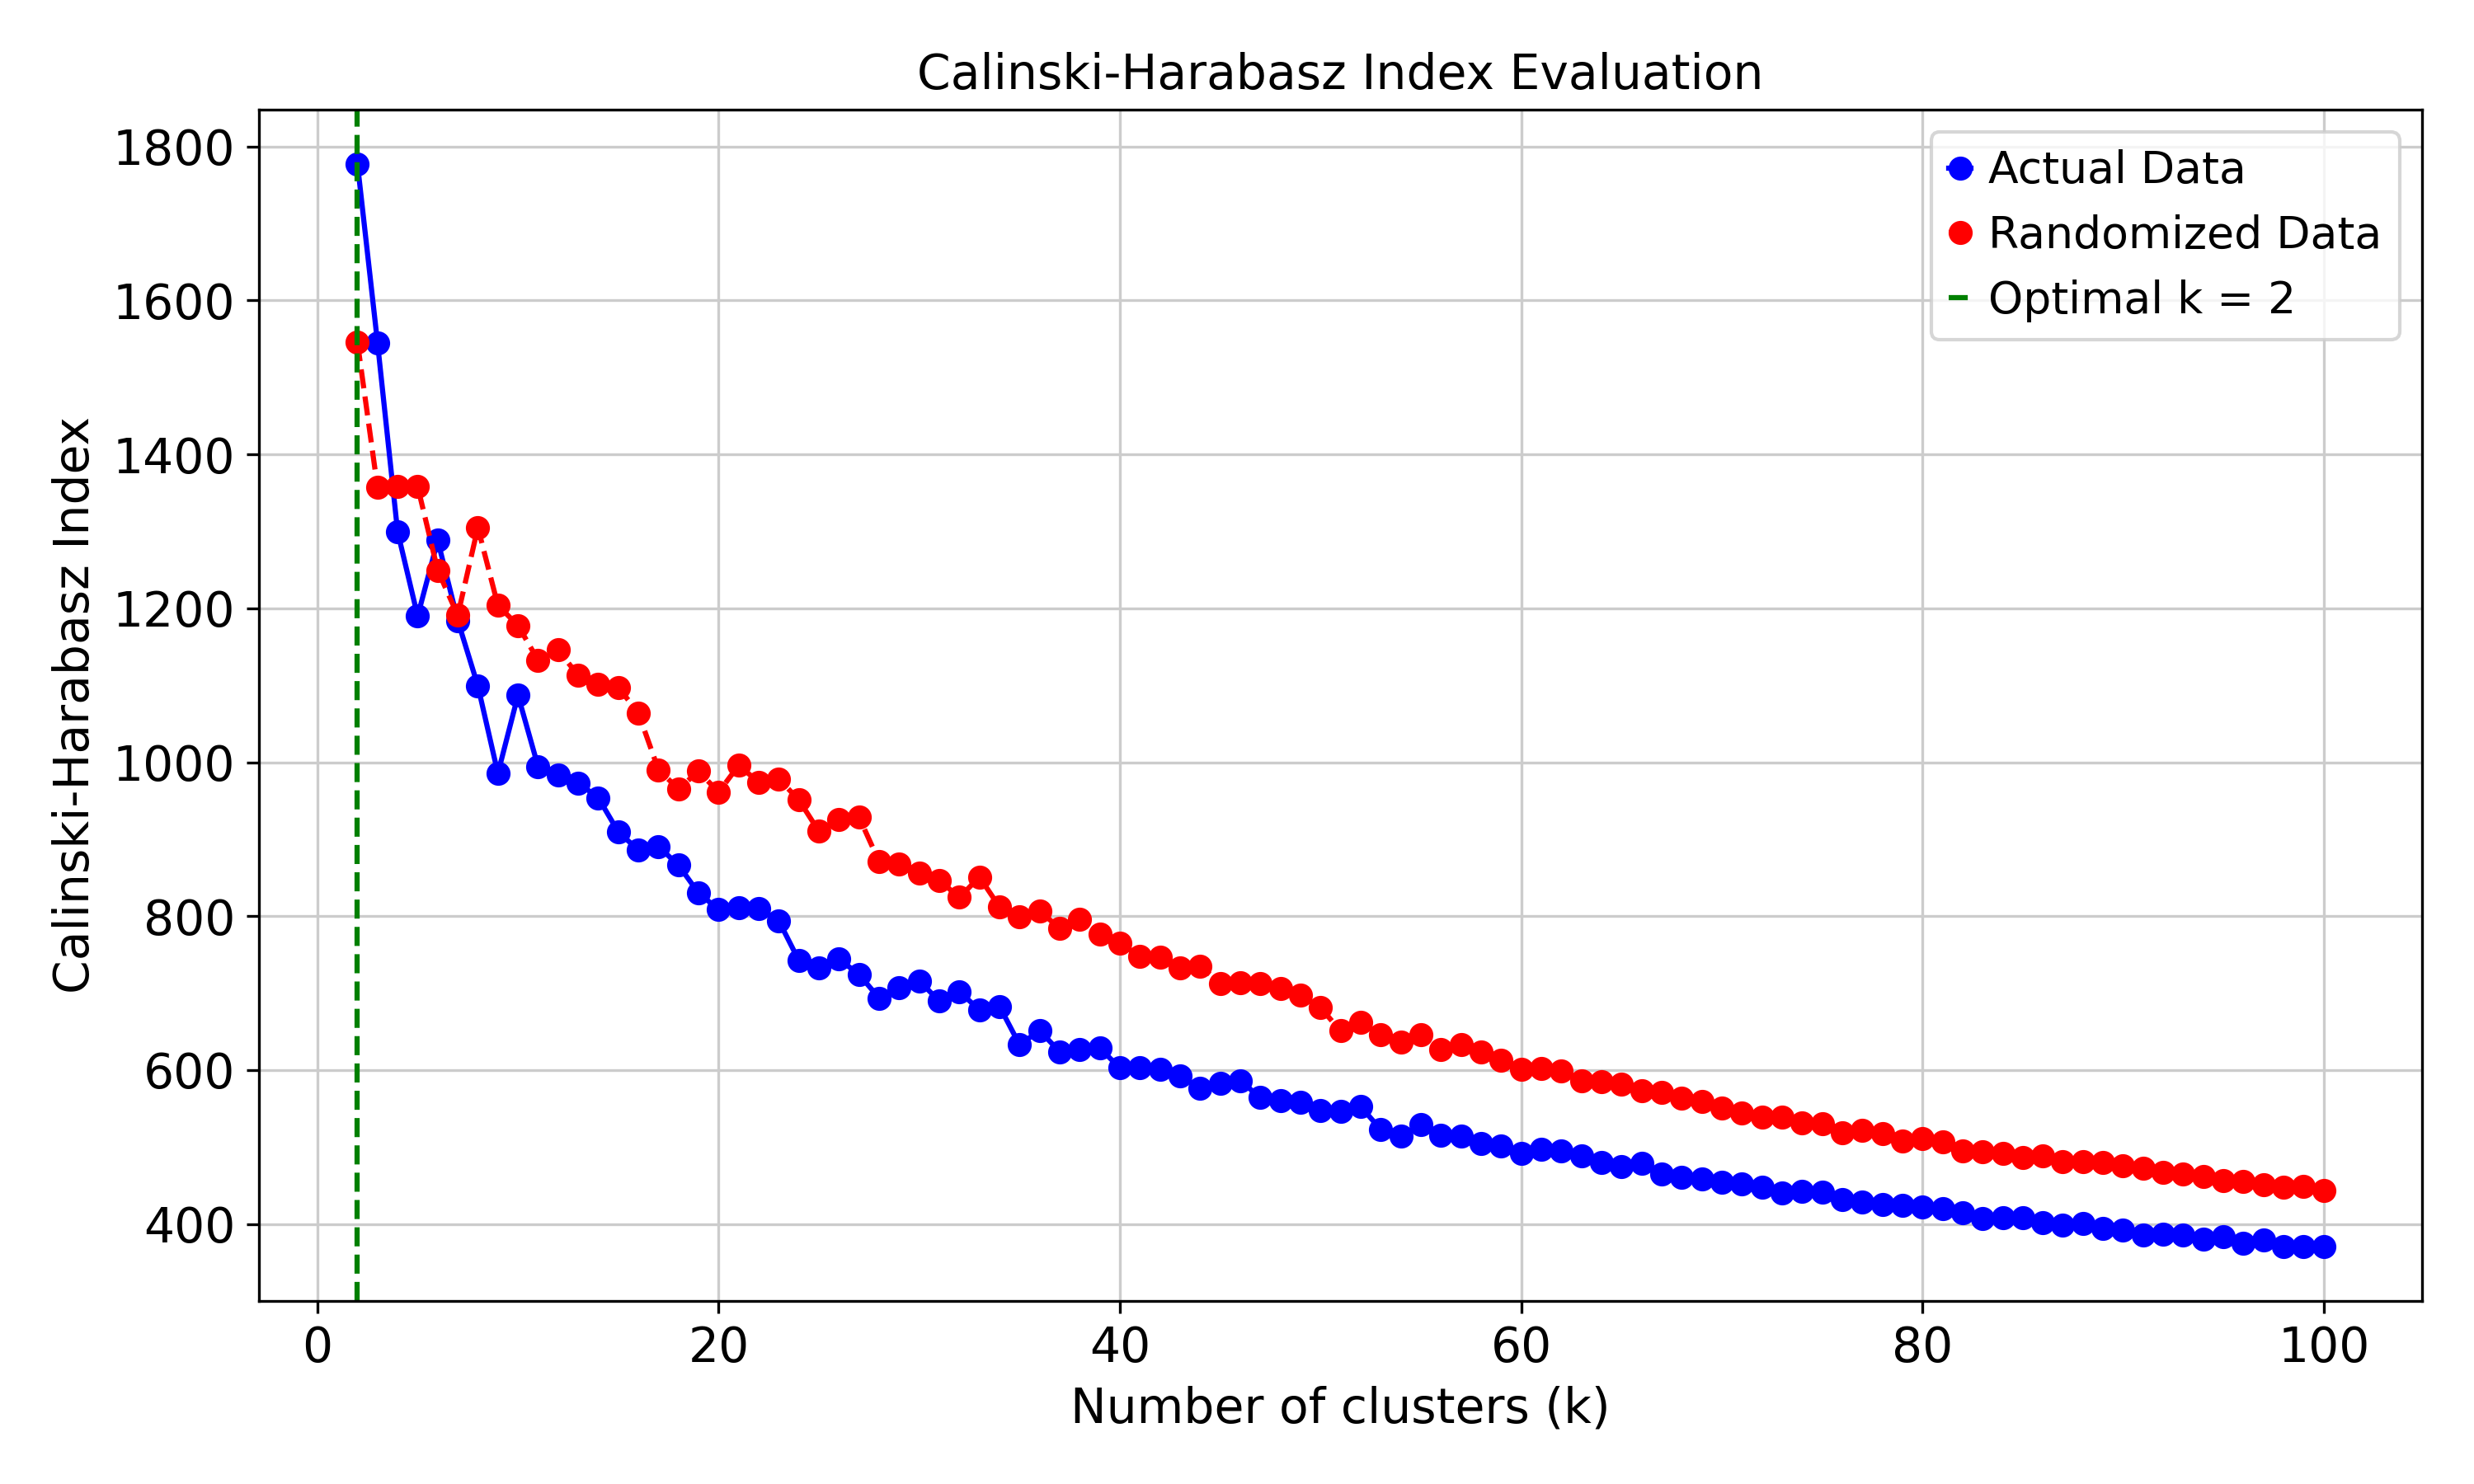 Calinski-Harabasz Index Evaluation
Calinski-Harabasz Index
1800
1600
1400
1200
1000
800
600
400
Actual Data
Randomized Data
Optimal k = 2
0 20 40 60 80 100
Number of clusters (k)